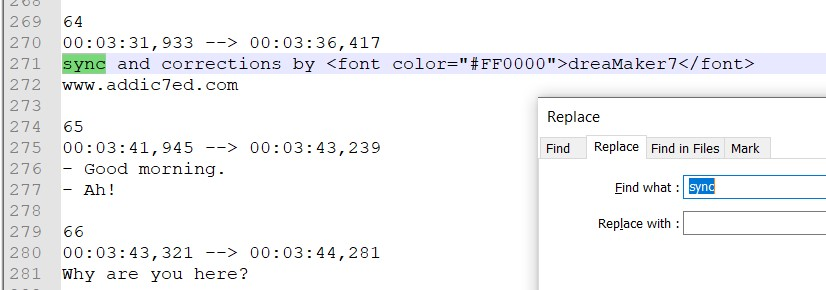 268
269 64
270 00:03:31,933 --> 00:03:36,417
271 sync and corrections by <font color="#FF0000">dreaMaker7</font>
272 www.addic7ed.com
273
274 65
275 00:03:41,945 --> 00:03:43,239
276 - Good morning.
277 - Ah!
278
279 66
280 00:03:43,321 --> 00:03:44,281
281 Why are you here?
Replace
Find Replace Find in Files Mark
Find what : sync
Replace with :